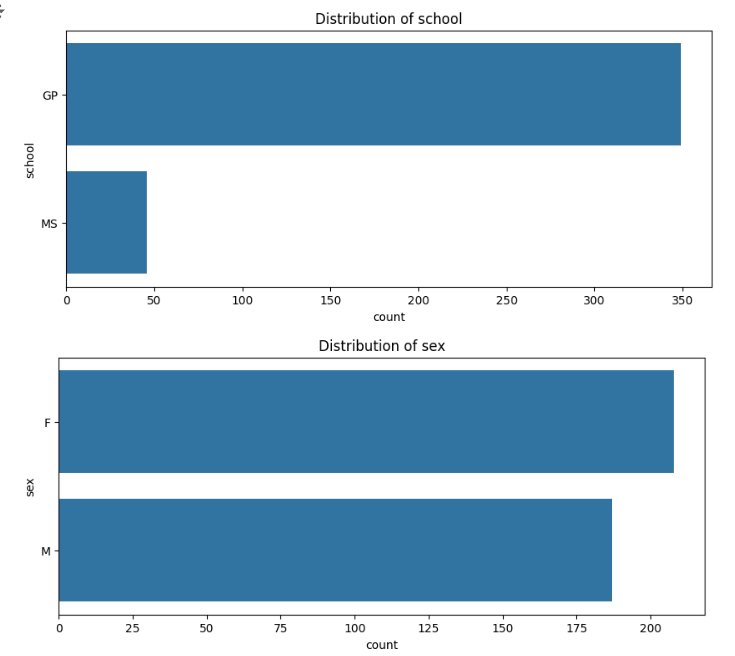 Distribution of school
GP
school
MS
0 50 100 150 200 250 300 350
count
Distribution of sex
F
sex
M
0 25 50 75 100 125 150 175 200
count